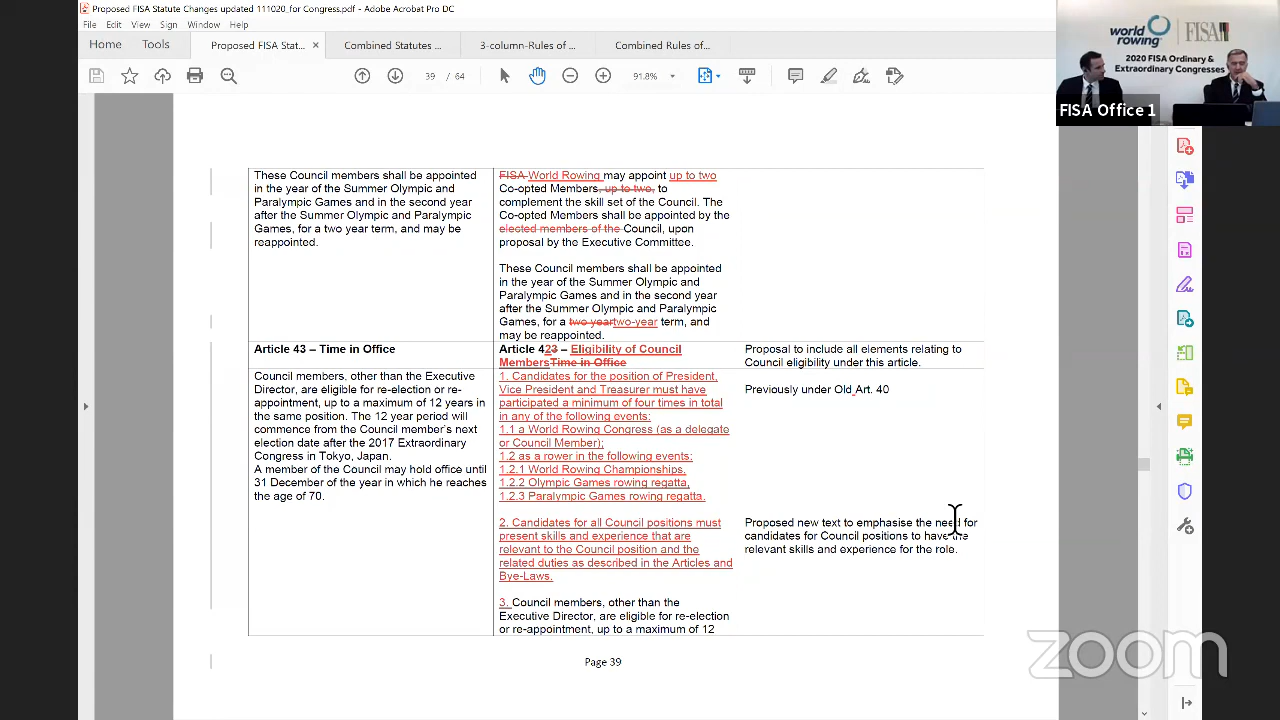 Proposed FISA Statute Changes updated 111020_for Congress.pdf - Adobe Acrobat Pro DC
File Edit View Sign Window Help
Home Tools Proposed FISA Stat... × Combined Statutes ... 3-column-Rules of ... Combined Rules of...
39 / 64 91.8%
world rowing FISA
2020 FISA Ordinary &
Extraordinary Congresses
FISA Office 1
These Council members shall be appointed
in the year of the Summer Olympic and
Paralympic Games and in the second year
after the Summer Olympic and Paralympic
Games, for a two year term, and may be
reappointed.
FISA World Rowing may appoint up to two
Co-opted Members, up to two, to
complement the skill set of the Council. The
Co-opted Members shall be appointed by the
elected members of the Council, upon
proposal by the Executive Committee.
These Council members shall be appointed
in the year of the Summer Olympic and
Paralympic Games and in the second year
after the Summer Olympic and Paralympic
Games, for a two yeartwo-year term, and
may be reappointed.
Article 43 – Time in Office
Article 423 – Eligibility of Council
MembersTime in Office
Proposal to include all elements relating to
Council eligibility under this article.
Council members, other than the Executive
Director, are eligible for re-election or re-
appointment, up to a maximum of 12 years in
the same position. The 12 year period will
commence from the Council member's next
election date after the 2017 Extraordinary
Congress in Tokyo, Japan.
A member of the Council may hold office until
31 December of the year in which he reaches
the age of 70.
1. Candidates for the position of President,
Vice President and Treasurer must have
participated a minimum of four times in total
in any of the following events;
1.1 a World Rowing Congress (as a delegate
or Council Member);
1.2 as a rower in the following events:
1.2.1 World Rowing Championships,
1.2.2 Olympic Games rowing regatta,
1.2.3 Paralympic Games rowing regatta.
2. Candidates for all Council positions must
present skills and experience that are
relevant to the Council position and the
related duties as described in the Articles and
Bye-Laws.
3. Council members, other than the
Executive Director, are eligible for re-election
or re-appointment, up to a maximum of 12
Previously under Old Art. 40
Proposed new text to emphasise the need for
candidates for Council positions to have the
relevant skills and experience for the role.
Page 39
zoom